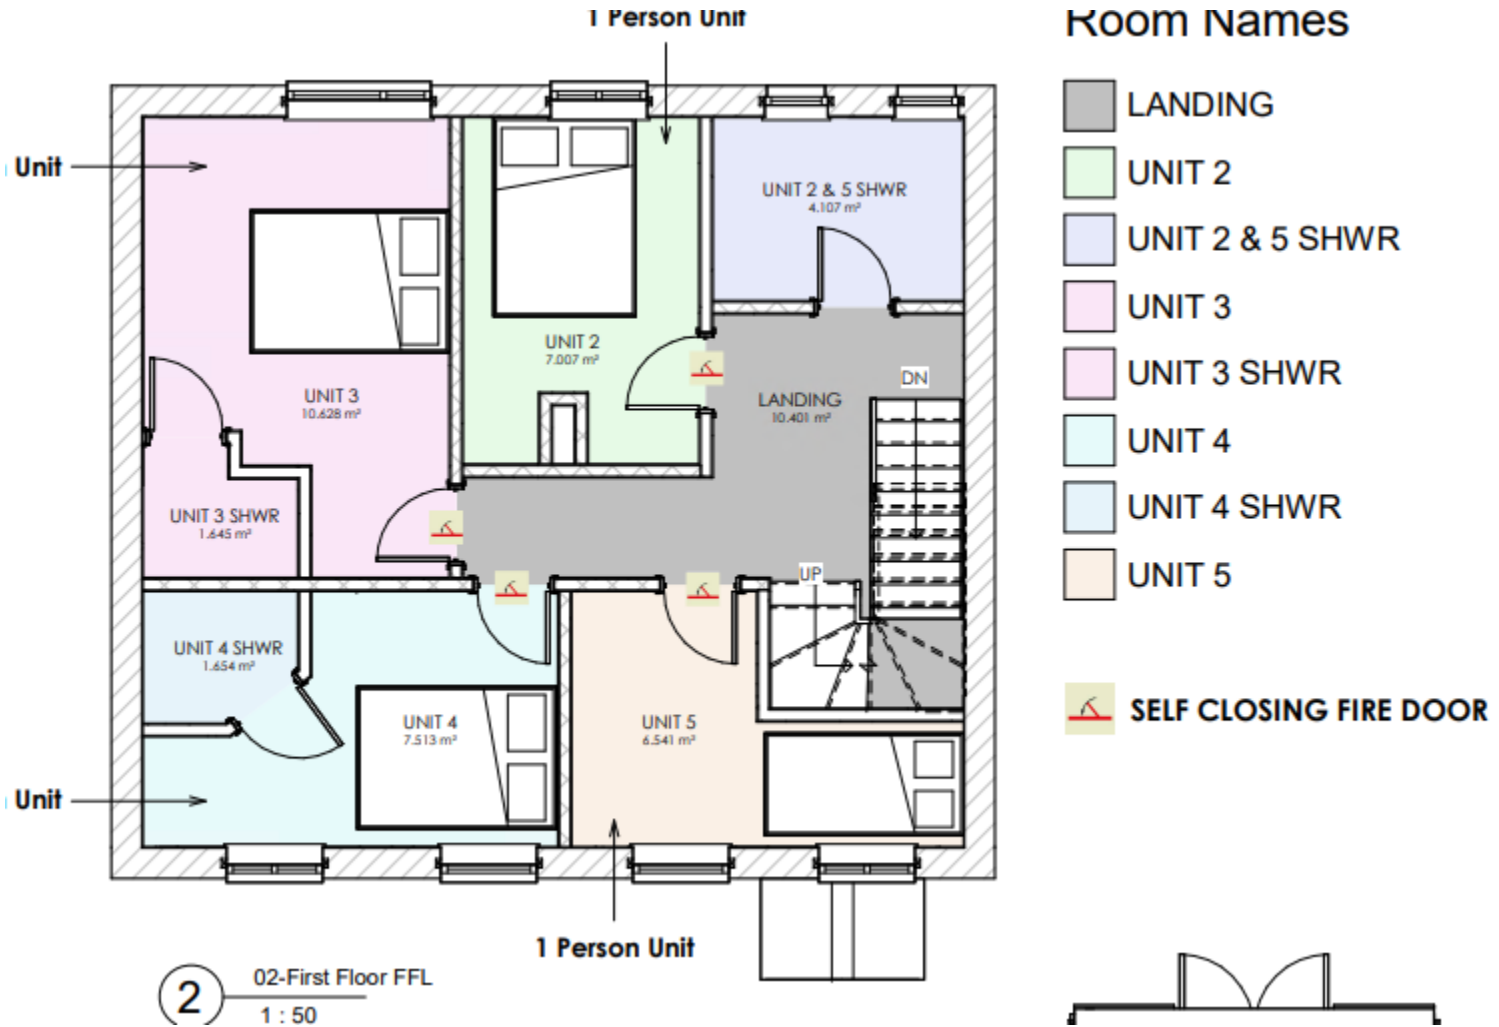 1 Person Unit
Room Names
LANDING
UNIT 2
UNIT 2 & 5 SHWR
UNIT 3
UNIT 3 SHWR
UNIT 4
UNIT 4 SHWR
UNIT 5
SELF CLOSING FIRE DOOR
Unit
UNIT 2 & 5 SHWR
4.107 m²
UNIT 2
7.007 m²
UNIT 3
10.628 m²
LANDING
10.401 m²
DN
UNIT 3 SHWR
1.645 m²
UP
UNIT 4 SHWR
1.654 m²
UNIT 4
7.513 m²
UNIT 5
6.541 m²
Unit
1 Person Unit
2
02-First Floor FFL
1 : 50